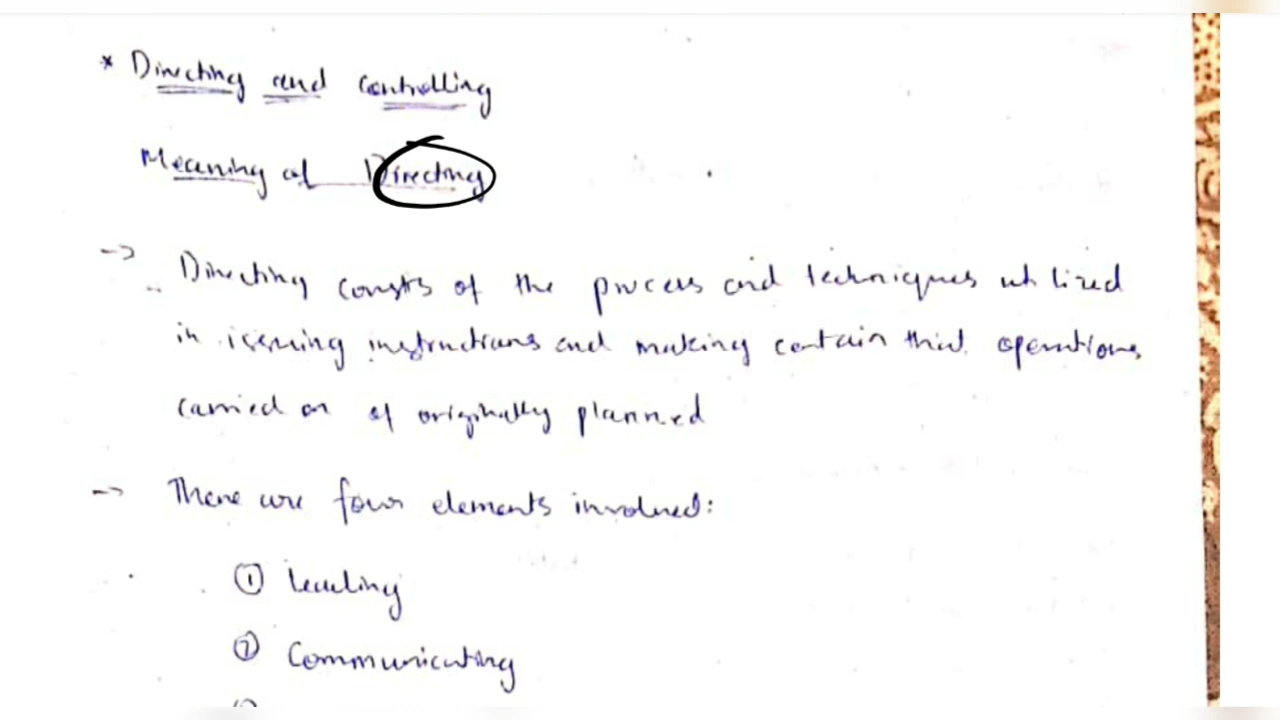 * Directing and controlling
Meaning of Directing
-> Directing consists of the process and techniques utilized
in issuing instructions and making certain that operations
carried on of originally planned
-> There are four elements involved:
① Leading
② Communicating